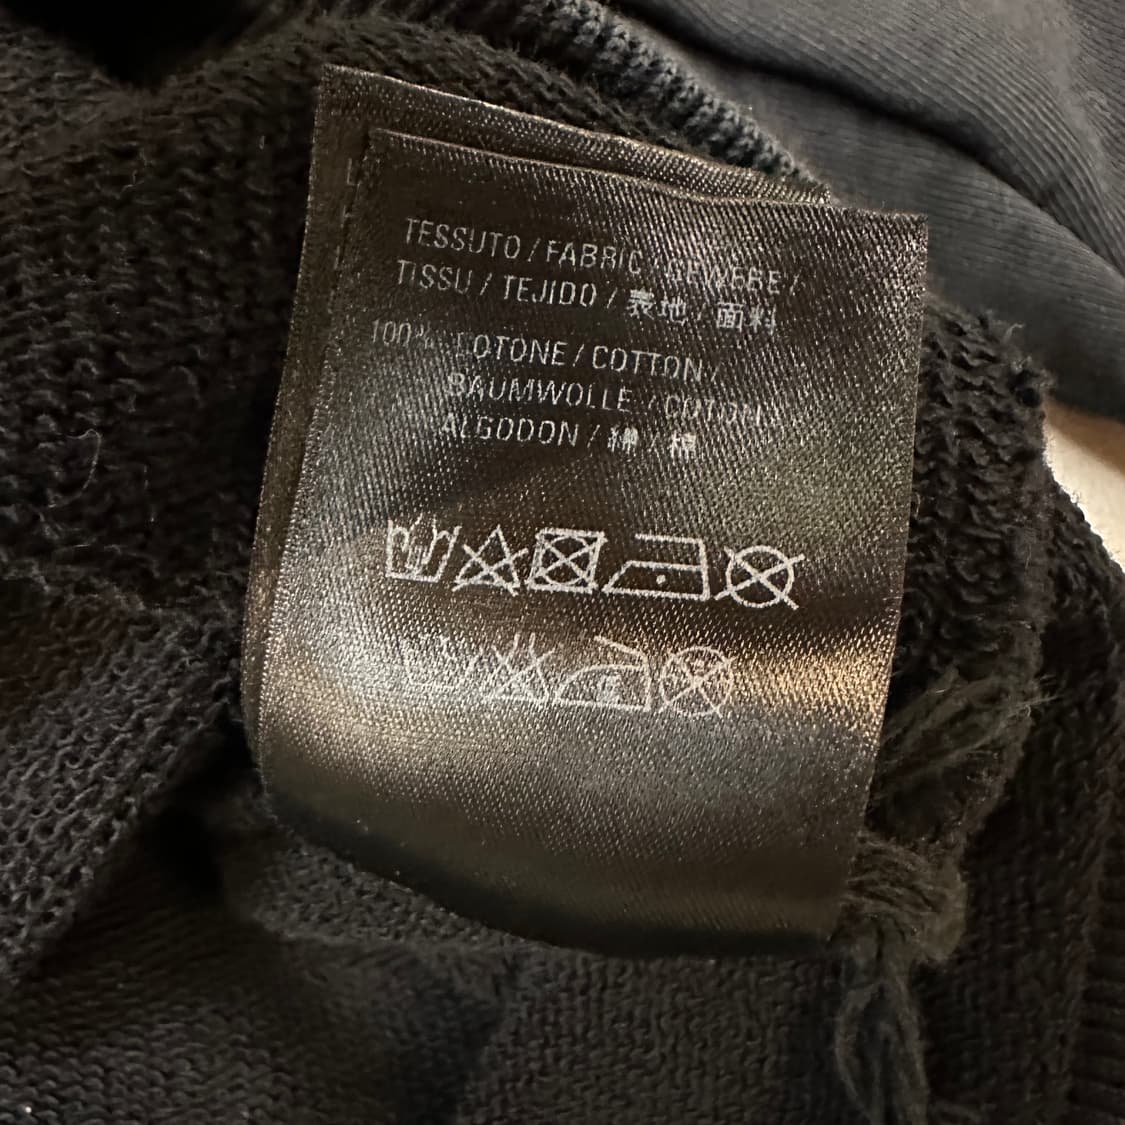 TESSUTO / FABRIC / GEWEBE /
TISSU / TEJIDO / 表地 / 面料
100% COTONE / COTTON /
BAUMWOLLE / COTON /
ALGODON / 綿 / 棉